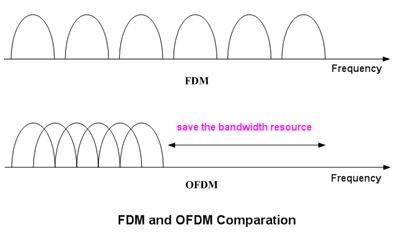 Frequency
FDM
save the bandwidth resource
Frequency
OFDM
FDM and OFDM Comparation